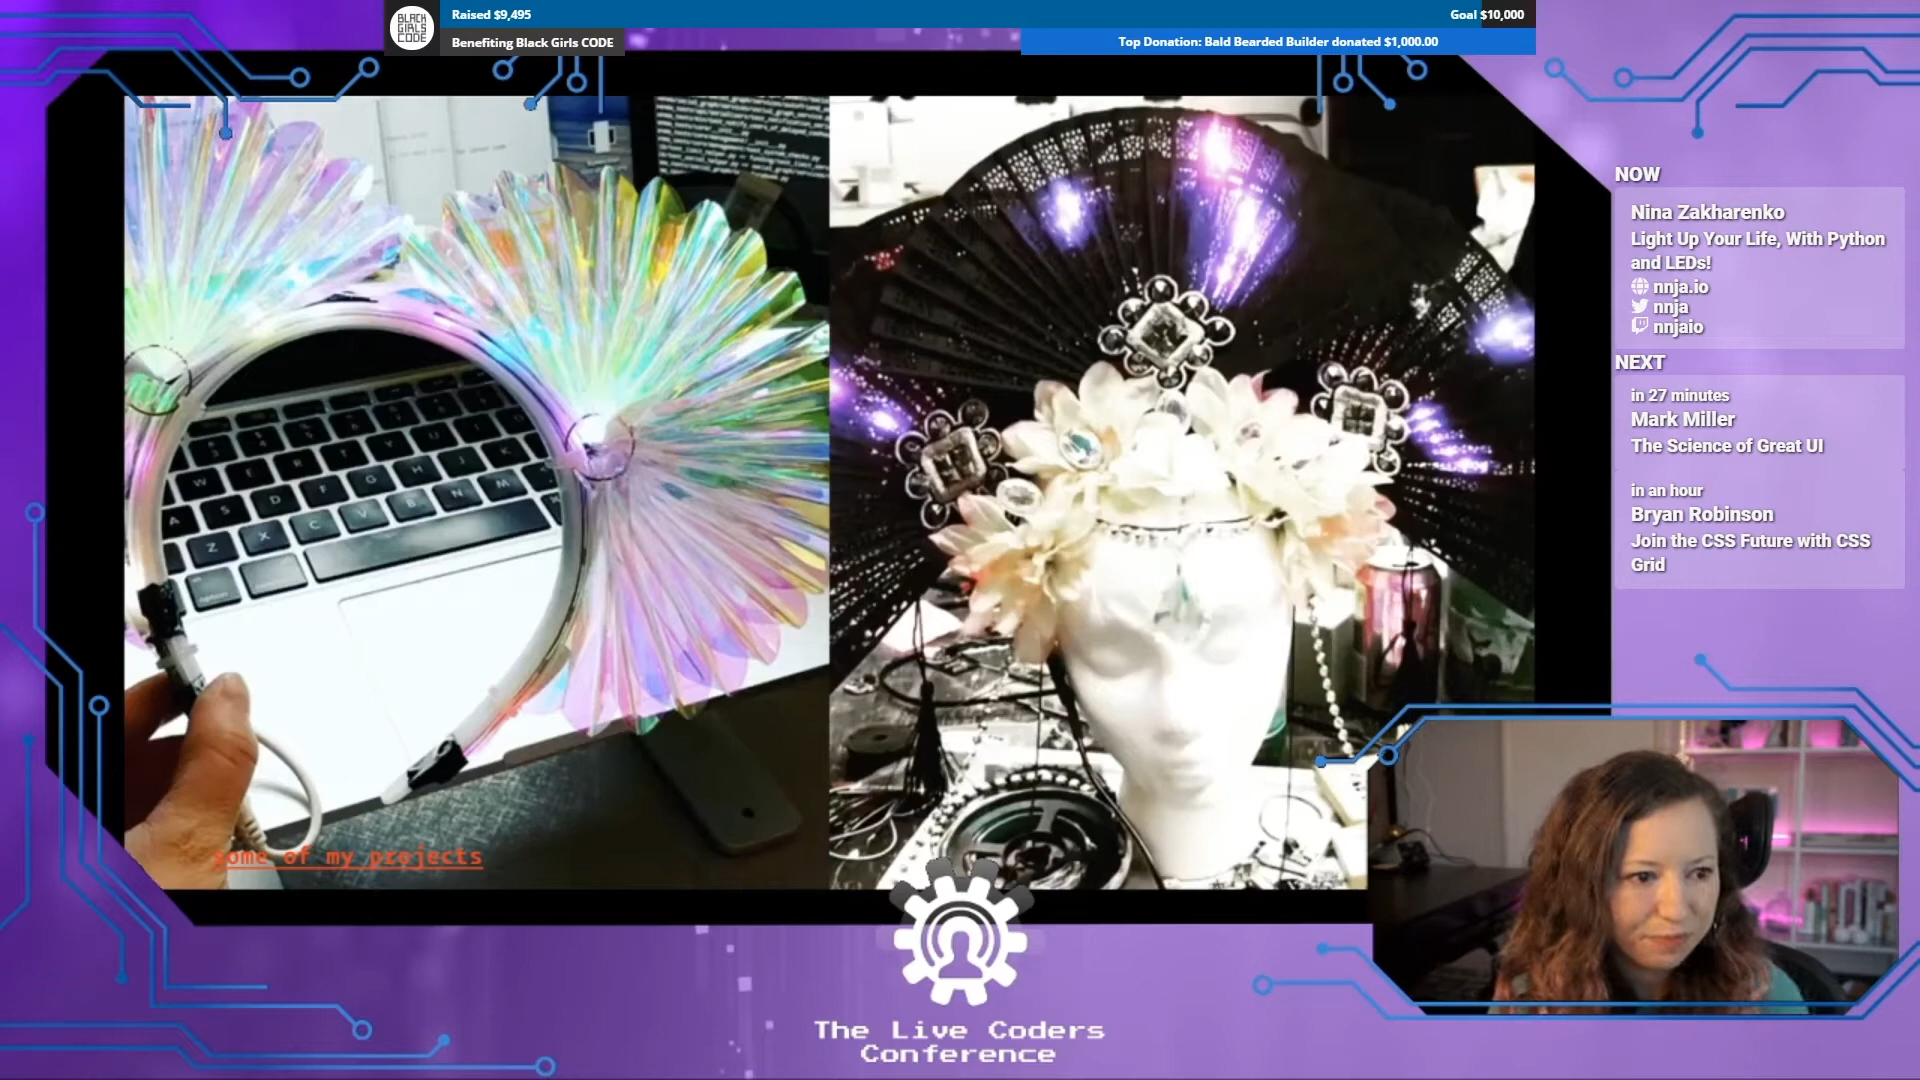 BLACK
GIRLS
CODE
Raised $9,495
Goal $10,000
Benefiting Black Girls CODE
Top Donation: Bald Bearded Builder donated $1,000.00
NOW
Nina Zakharenko
Light Up Your Life, With Python
and LEDs!
nnja.io
nnja
nnjaio
NEXT
in 27 minutes
Mark Miller
The Science of Great UI
in an hour
Bryan Robinson
Join the CSS Future with CSS
Grid
W E R T Y U I
A S D F G H J K
Z X C V B N M
option
some of my projects
The Live Coders
Conference